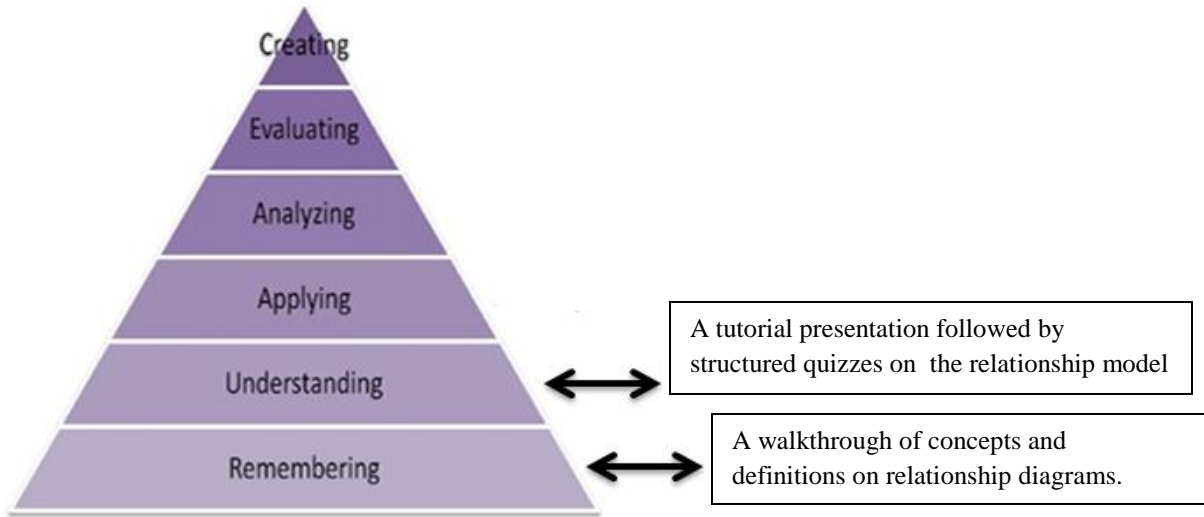 Creating
Evaluating
Analyzing
Applying
Understanding
A tutorial presentation followed by
structured quizzes on the relationship model
Remembering
A walkthrough of concepts and
definitions on relationship diagrams.